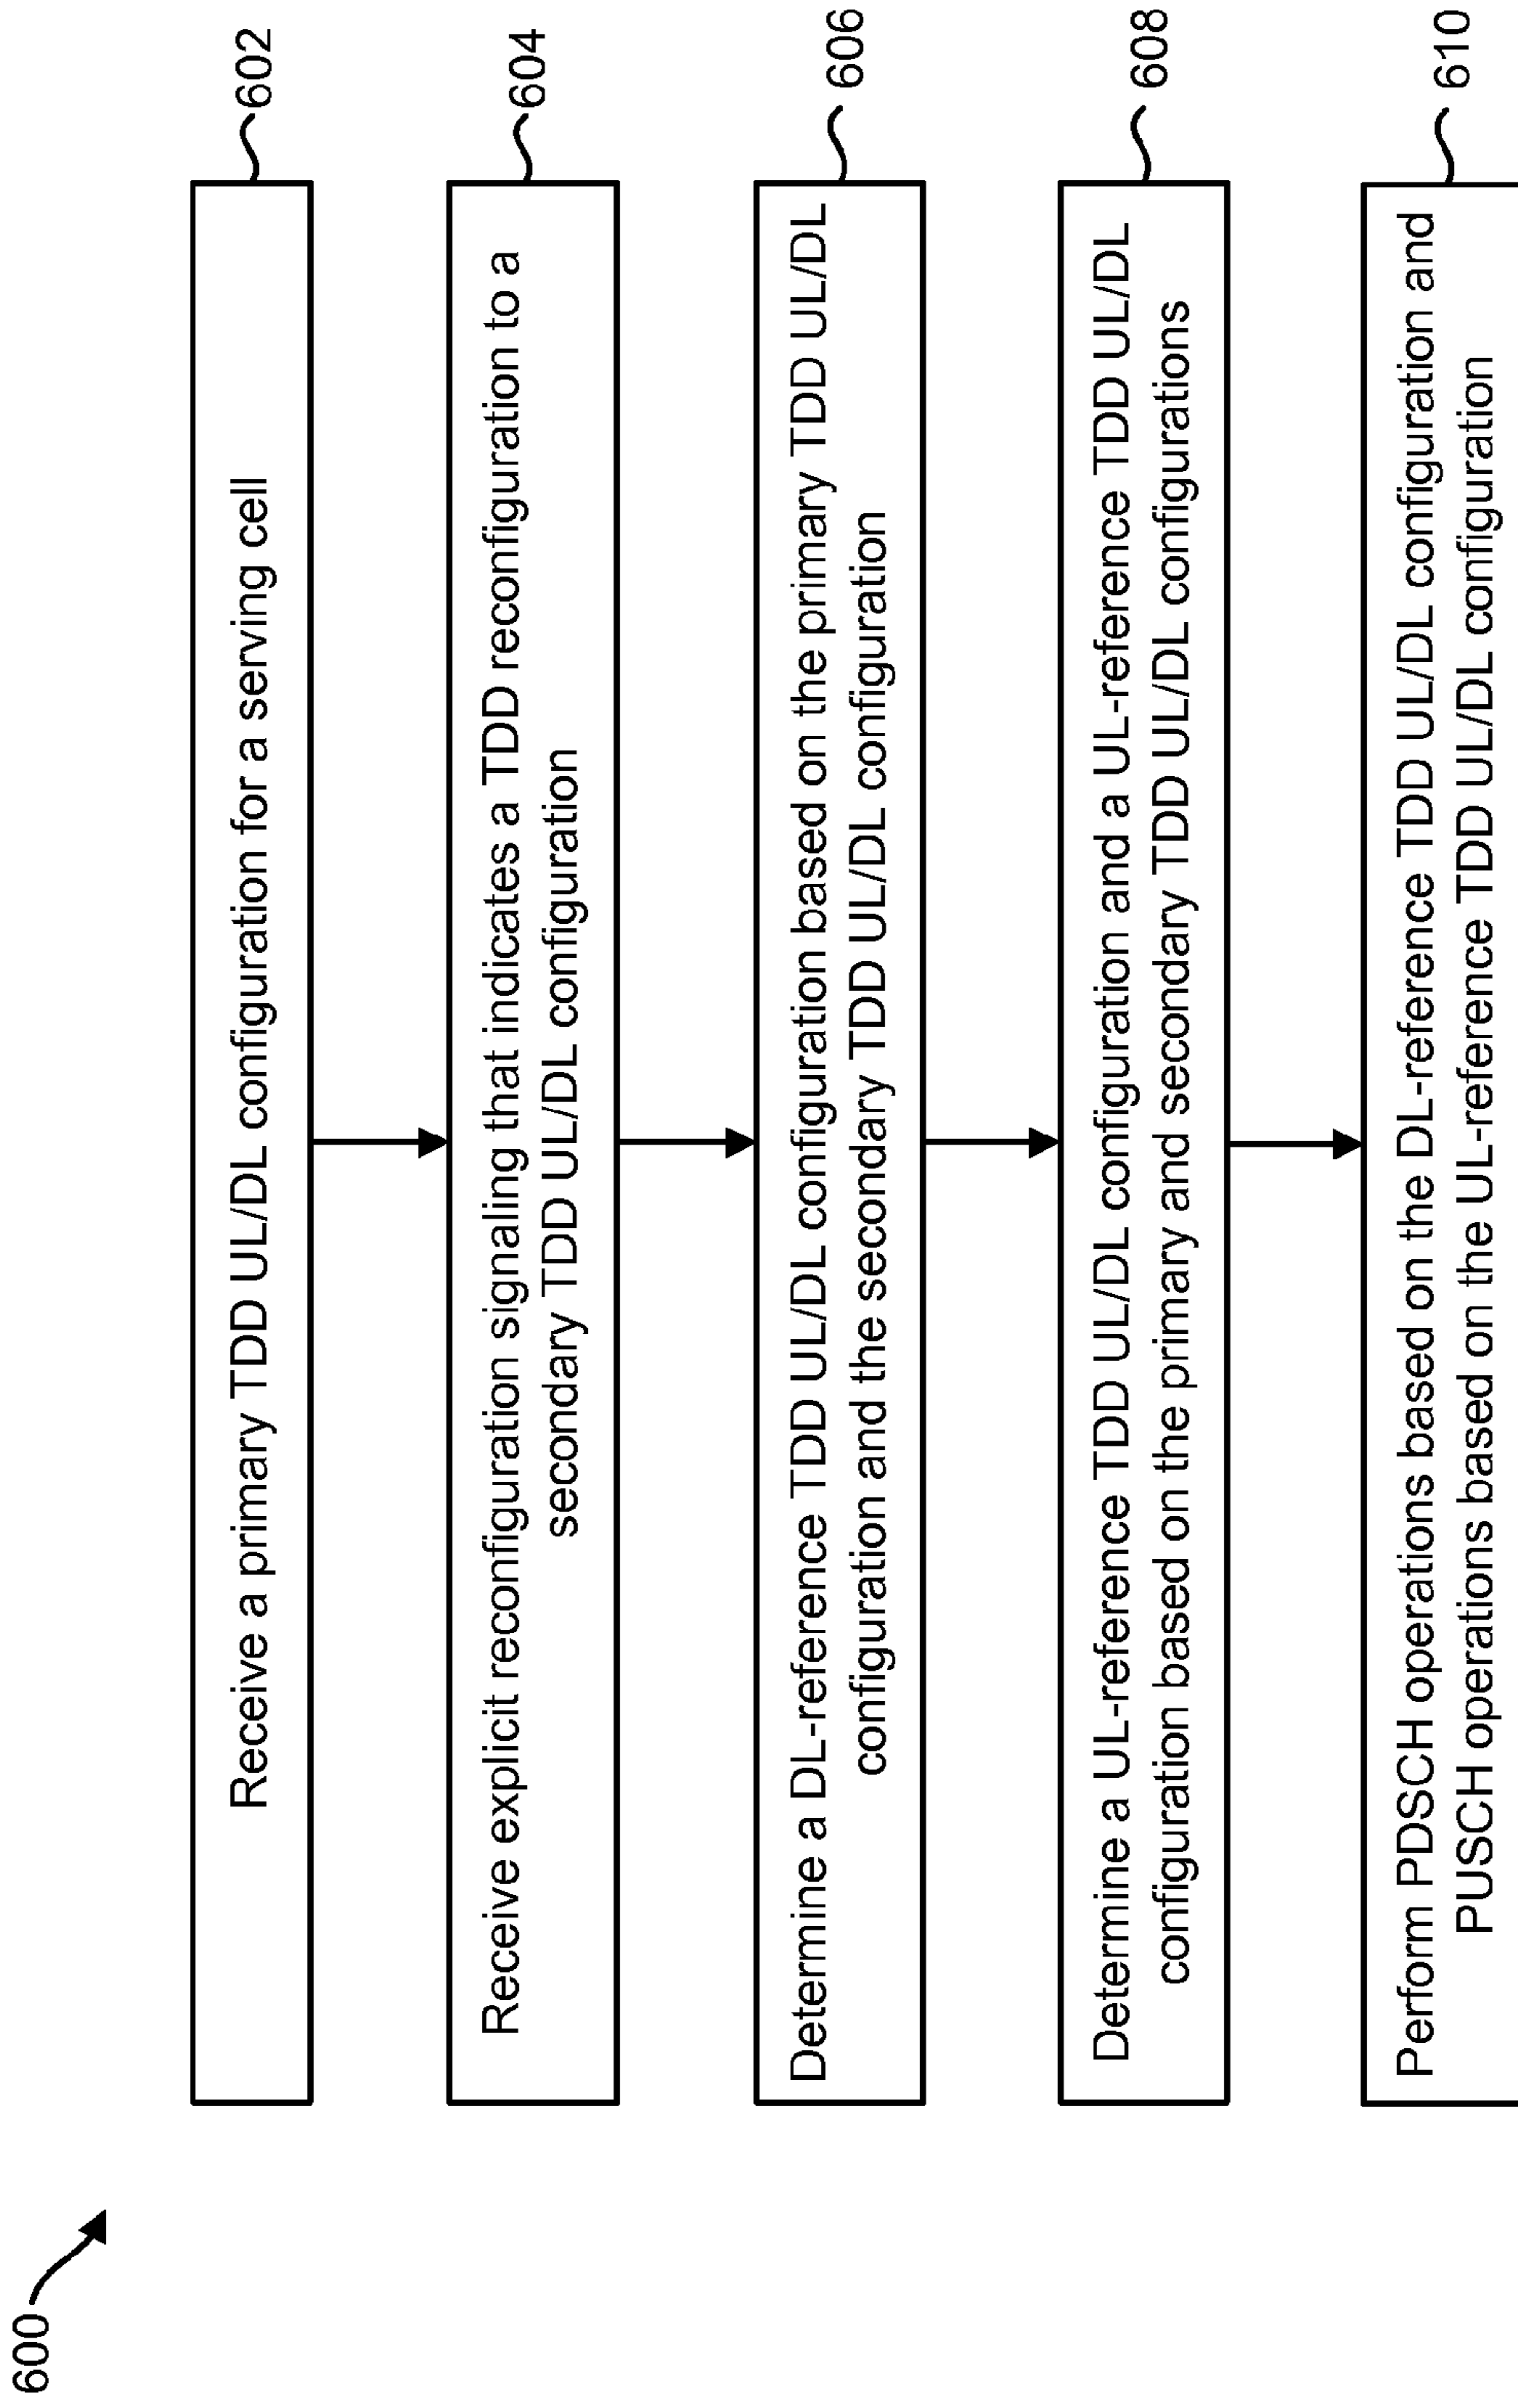 600
Receive a primary TDD UL/DL configuration for a serving cell
602
Receive explicit reconfiguration signaling that indicates a TDD reconfiguration to a
secondary TDD UL/DL configuration
604
Determine a DL-reference TDD UL/DL configuration based on the primary TDD UL/DL
configuration and the secondary TDD UL/DL configuration
606
Determine a UL-reference TDD UL/DL configuration and a UL-reference TDD UL/DL
configuration based on the primary and secondary TDD UL/DL configurations
608
Perform PDSCH operations based on the DL-reference TDD UL/DL configuration and
PUSCH operations based on the UL-reference TDD UL/DL configuration
610